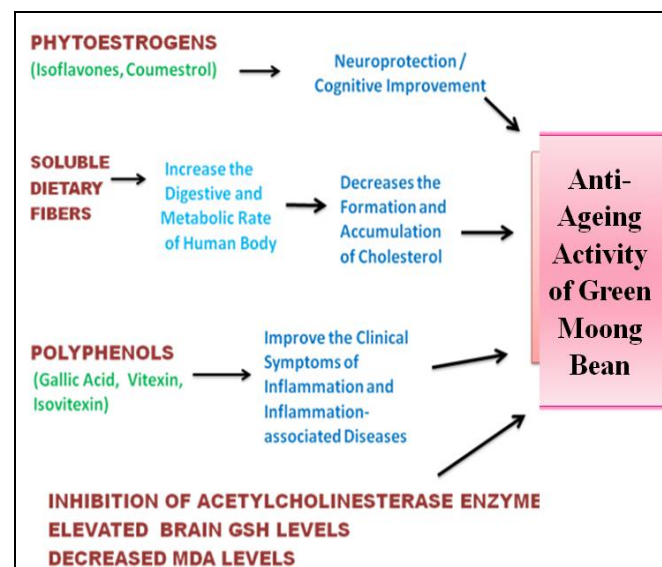 PHYTOESTROGENS
(Isoflavones, Coumestrol)
Neuroprotection /
Cognitive Improvement
SOLUBLE
DIETARY
FIBERS
Increase the
Digestive and
Metabolic Rate
of Human Body
Decreases the
Formation and
Accumulation
of Cholesterol
POLYPHENOLS
(Gallic Acid, Vitexin,
Isovitexin)
Improve the Clinical
Symptoms of
Inflammation and
Inflammation-
associated Diseases
INHIBITION OF ACETYLCHOLINESTERASE ENZYME
ELEVATED BRAIN GSH LEVELS
DECREASED MDA LEVELS
Anti-
Ageing
Activity
of Green
Moong
Bean